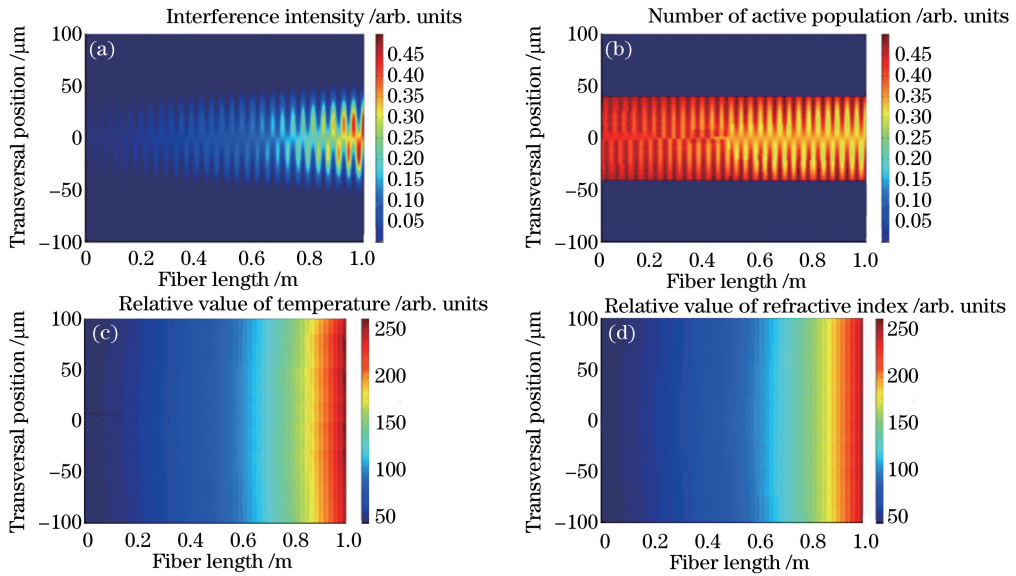 Interference intensity /arb. units
(a)
Transversal position /μm
100
50
0
−50
−100
0 0.2 0.4 0.6 0.8 1.0
Fiber length /m
0.45
0.40
0.35
0.30
0.25
0.20
0.15
0.10
0.05
Number of active population /arb. units
(b)
Transversal position /μm
100
50
0
−50
−100
0 0.2 0.4 0.6 0.8 1.0
Fiber length /m
0.45
0.40
0.35
0.30
0.25
0.20
0.15
0.10
0.05
Relative value of temperature /arb. units
(c)
Transversal position /μm
100
50
0
−50
−100
0 0.2 0.4 0.6 0.8 1.0
Fiber length /m
250
200
150
100
50
Relative value of refractive index /arb. units
(d)
Transversal position /μm
100
50
0
−50
−100
0 0.2 0.4 0.6 0.8 1.0
Fiber length /m
250
200
150
100
50